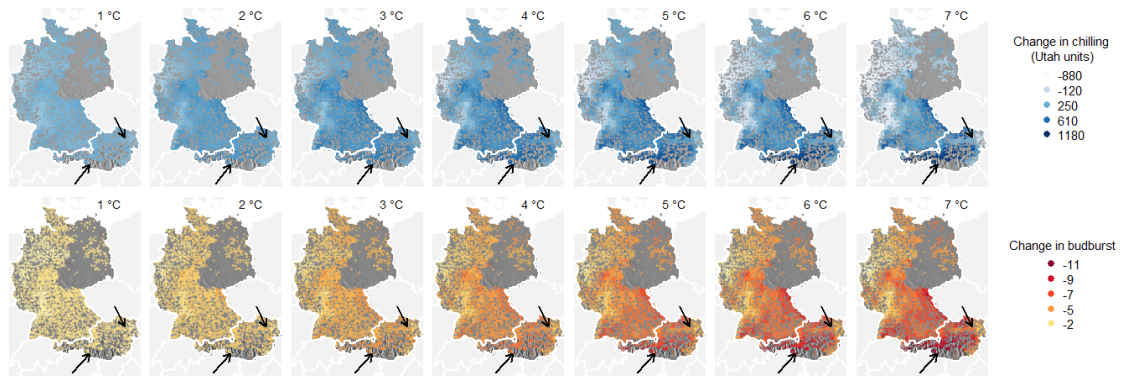 1 °C 2 °C 3 °C 4 °C 5 °C 6 °C 7 °C
Change in chilling
(Utah units)
-880
-120
250
610
1180
1 °C 2 °C 3 °C 4 °C 5 °C 6 °C 7 °C
Change in budburst
-11
-9
-7
-5
-2